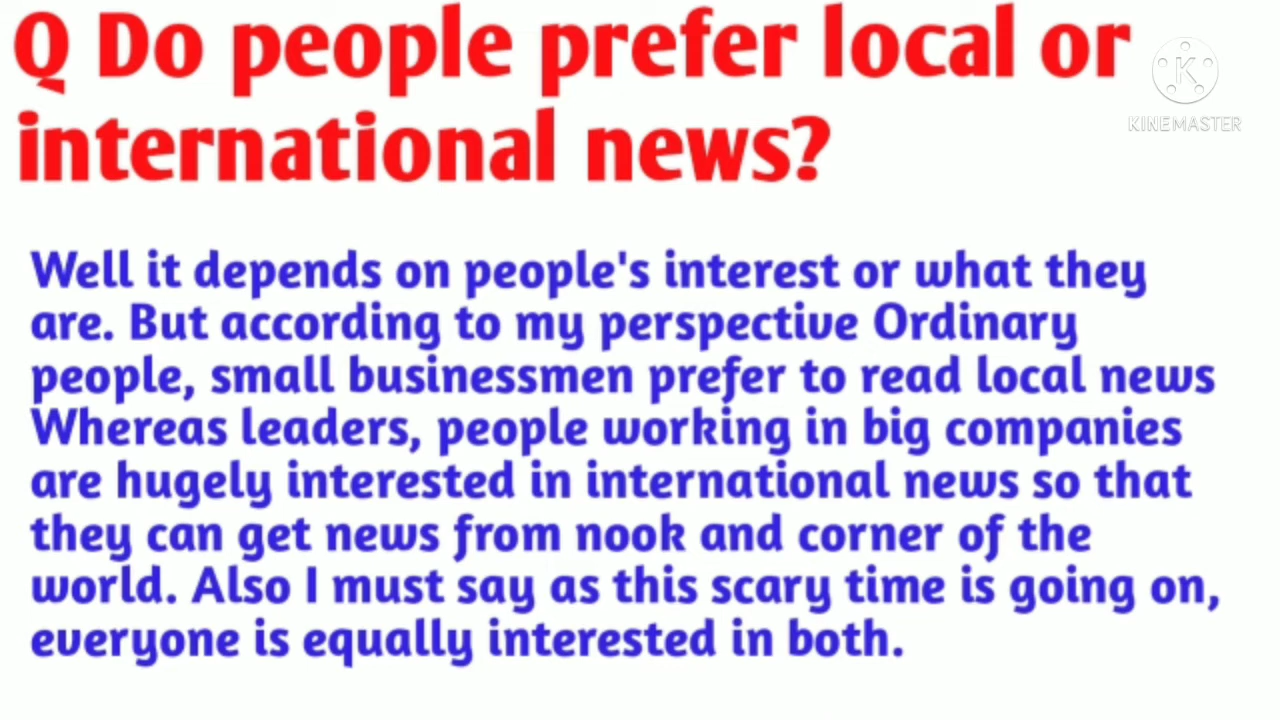 Q Do people prefer local or
international news?
KINEMASTER
Well it depends on people's interest or what they
are. But according to my perspective Ordinary
people, small businessmen prefer to read local news
Whereas leaders, people working in big companies
are hugely interested in international news so that
they can get news from nook and corner of the
world. Also I must say as this scary time is going on,
everyone is equally interested in both.